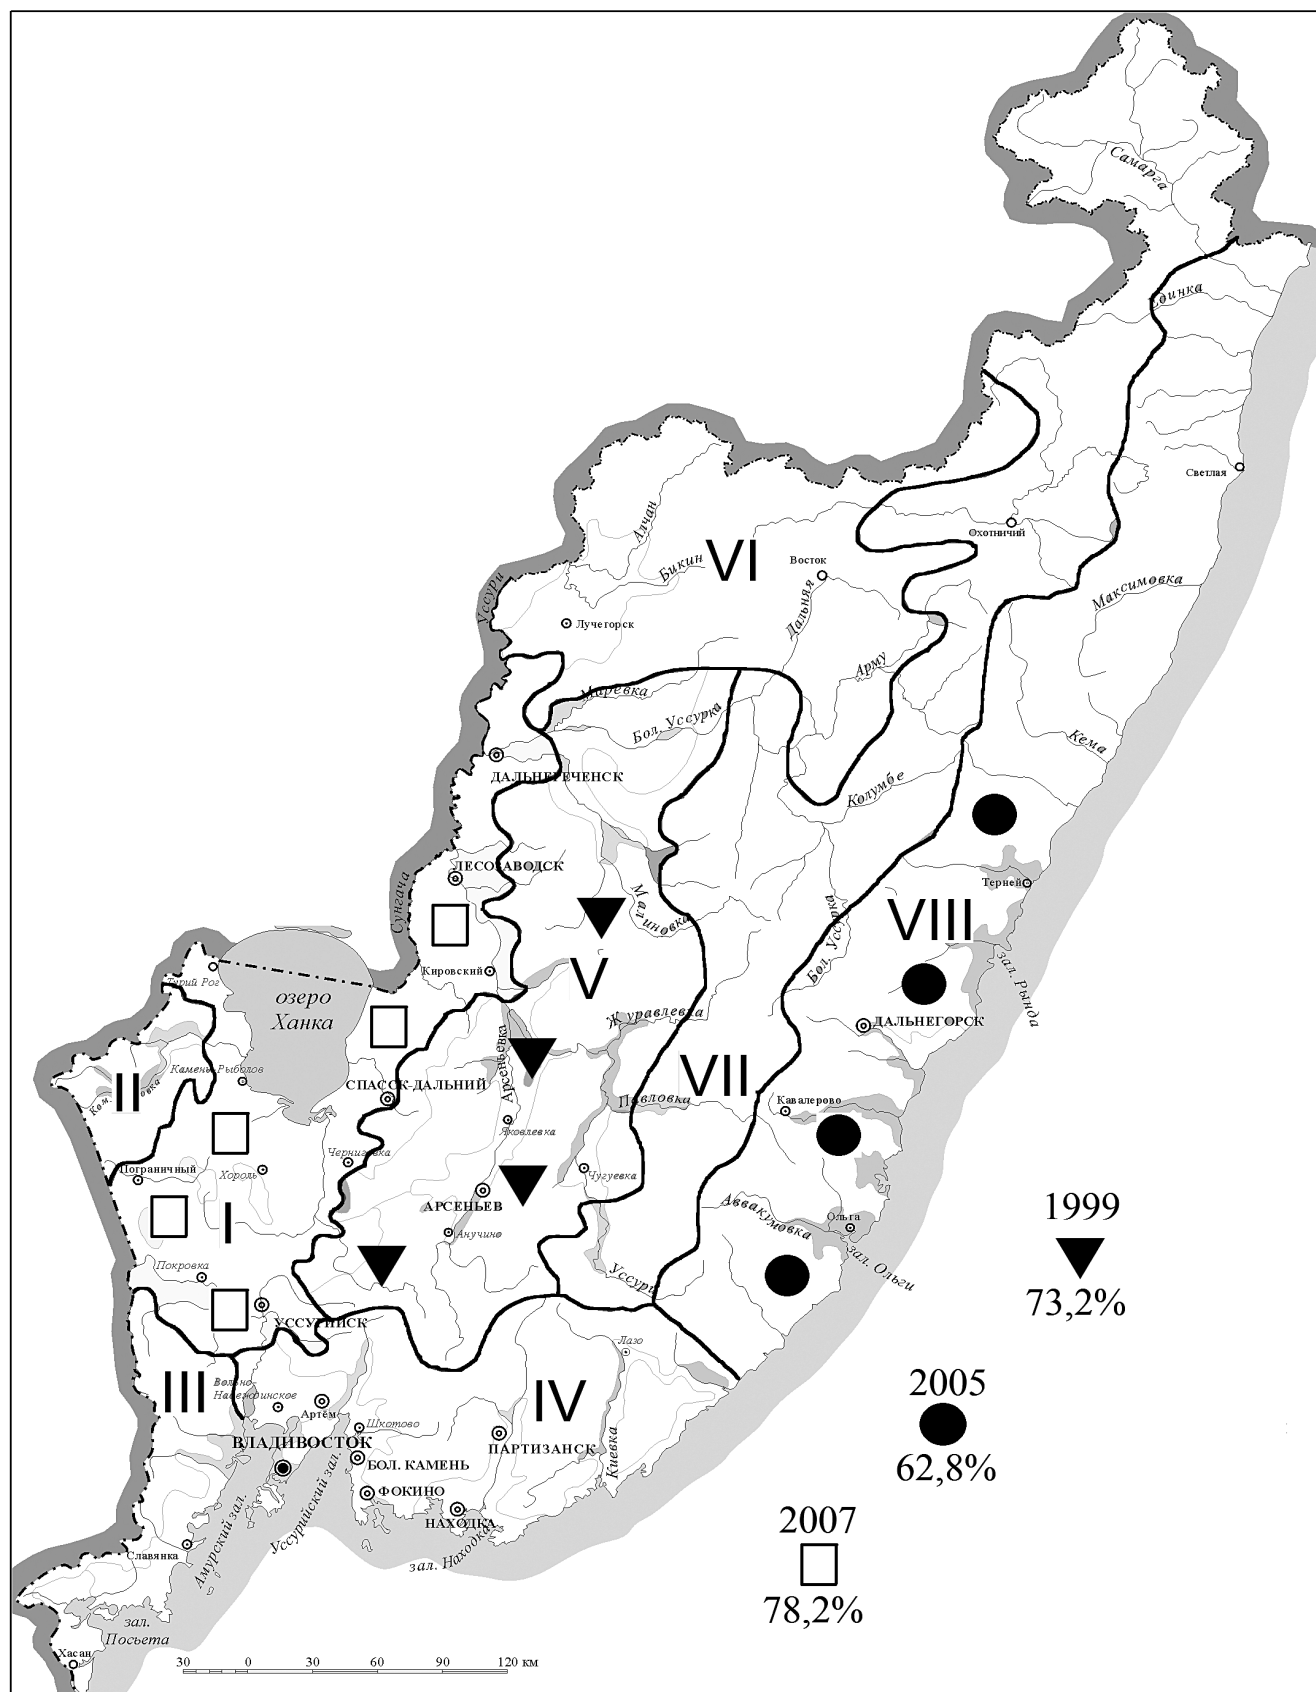 Самарга
Единка
Светлая
Охотничий
Алчан
VI
Бикин
Восток
Уссури
Дальняя
Максимовка
Лучегорск
Арму
Маревка
Бол. Уссурка
Кема
ДАЛЬНЕРЕЧЕНСК
Колумбе
ЛЕСОЗАВОДСК
Сунгача
Малиновка
Терней
Бол. Уссурка
VIII
Кировский
V
Турий Рог
зал. Рында
озеро
Ханка
Журавлевка
ДАЛЬНЕГОРСК
Арсеньевка
Камень-Рыболов
II
СПАССК-ДАЛЬНИЙ
VII
Павловка
Кавалерово
Яковлевка
Черниговка
Пограничный
Хороль
Чугуевка
АРСЕНЬЕВ
Аввакумовка
Ольга
I
Анучино
зал. Ольги
1999
73,2%
Покровка
Уссури
УССУРИЙСК
Лазо
III
Вольно-
Надеждинское
IV
2005
62,8%
Артём
Шкотово
ВЛАДИВОСТОК
ПАРТИЗАНСК
Киевка
БОЛ. КАМЕНЬ
ФОКИНО
НАХОДКА
Амурский зал.
Уссурийский зал.
зал. Находка
2007
78,2%
Славянка
зал.
Посьета
Хасан
30 0 30 60 90 120 км